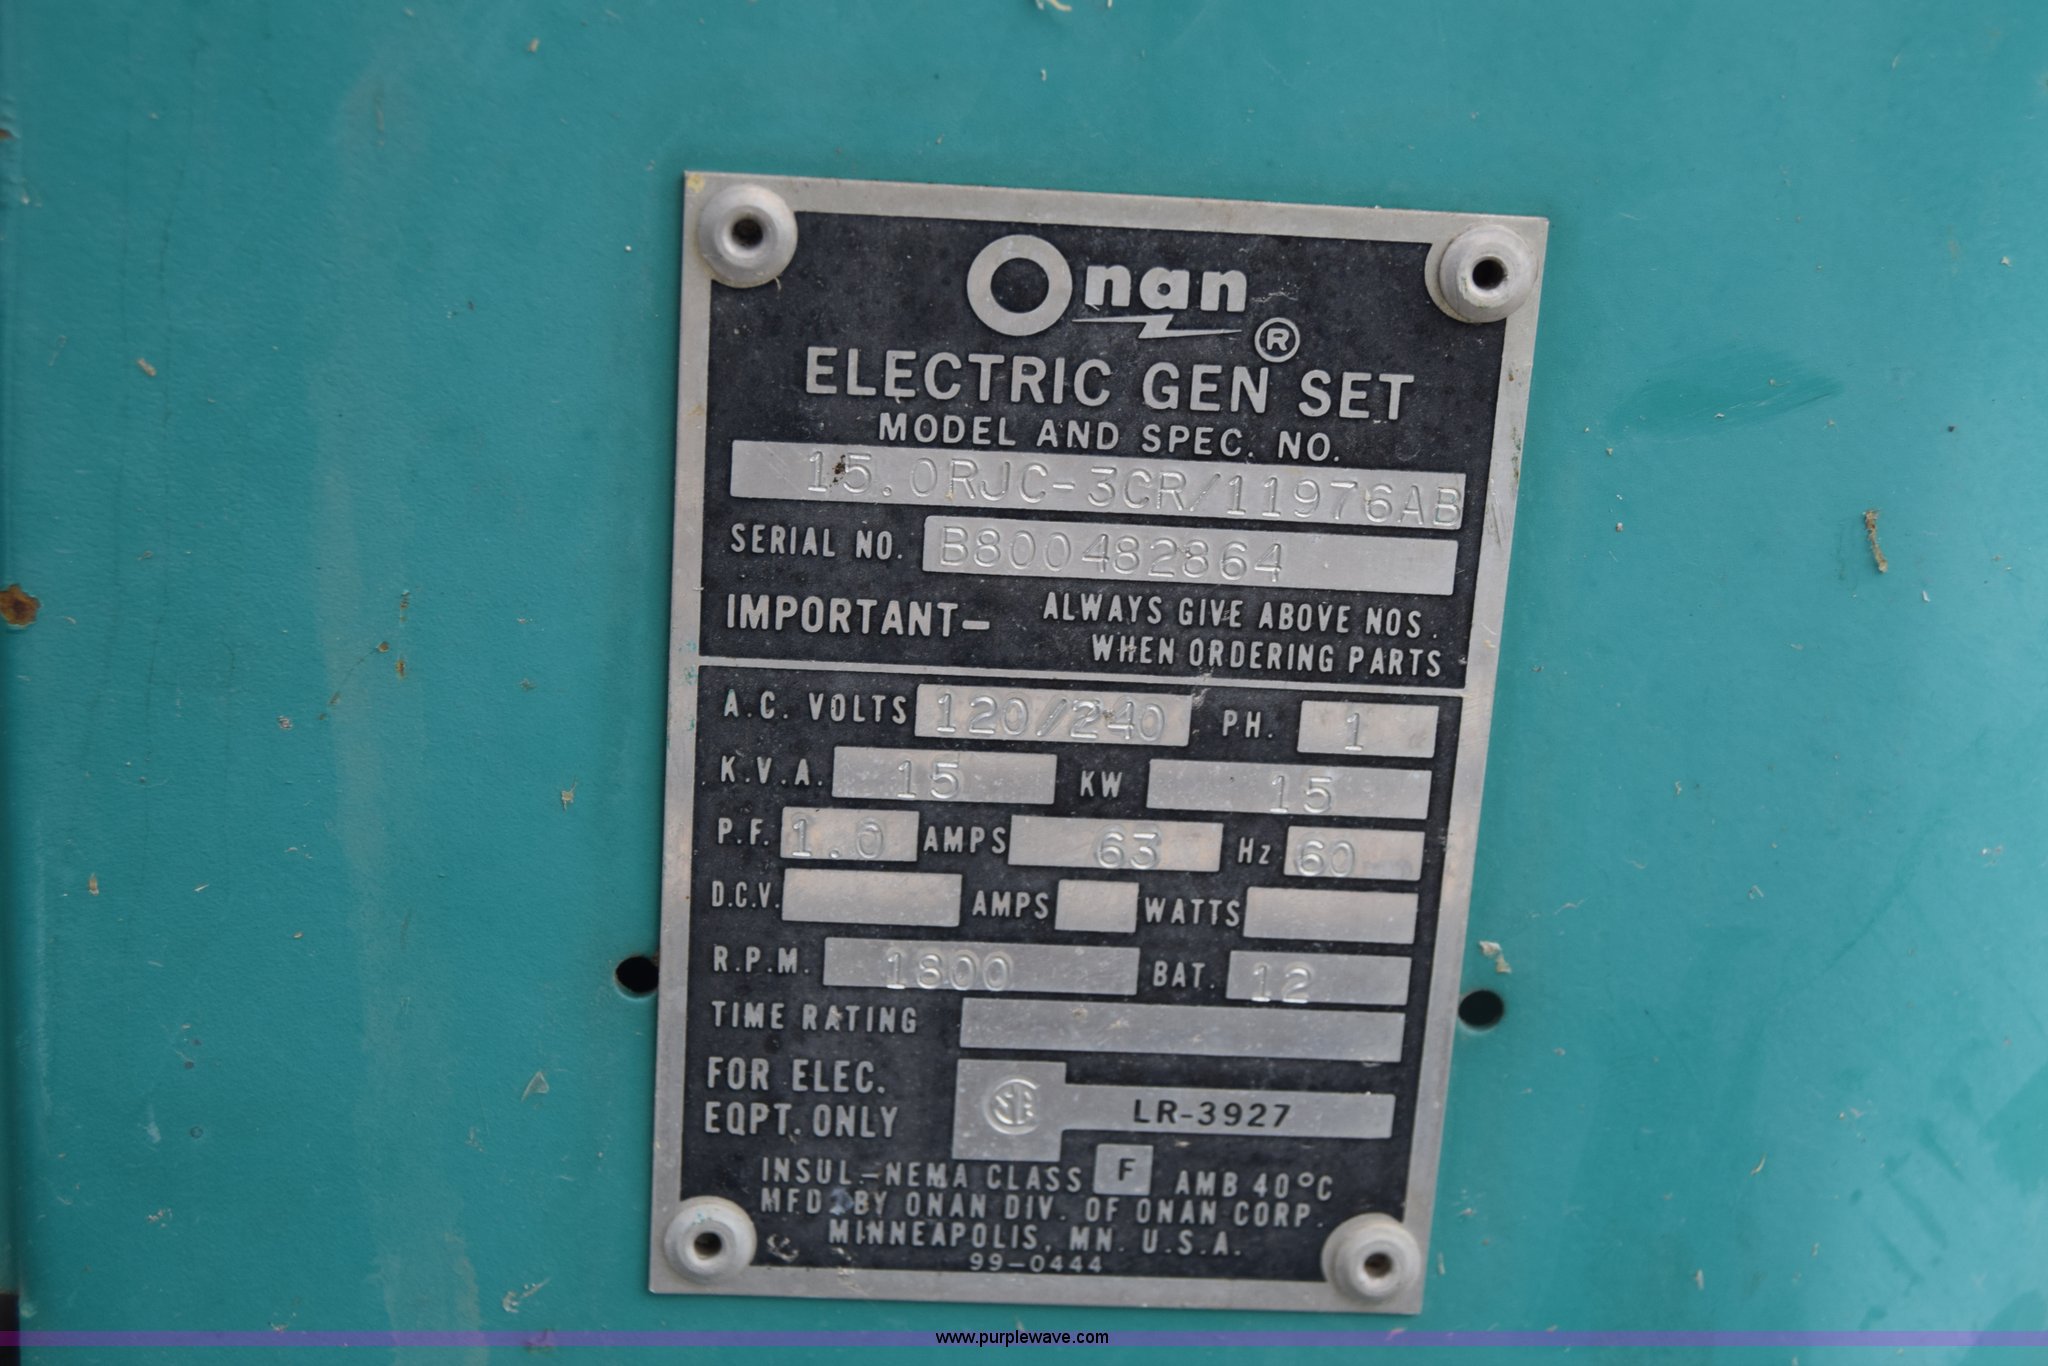 Onan ®
ELECTRIC GEN SET
MODEL AND SPEC. NO.
15.0RJC-3CR/11976AB
SERIAL NO. B800482864
IMPORTANT— ALWAYS GIVE ABOVE NOS.
WHEN ORDERING PARTS
A.C. VOLTS 120/240 PH. 1
K.V.A. 15 KW 15
P.F. 1.0 AMPS 63 Hz 60
D.C.V. AMPS WATTS
R.P.M. 1800 BAT. 12
TIME RATING
FOR ELEC.
EQPT. ONLY
LR-3927
INSUL.—NEMA CLASS F AMB 40°C
MFD. BY ONAN DIV. OF ONAN CORP.
MINNEAPOLIS, MN. U.S.A.
99-0444
www.purplewave.com